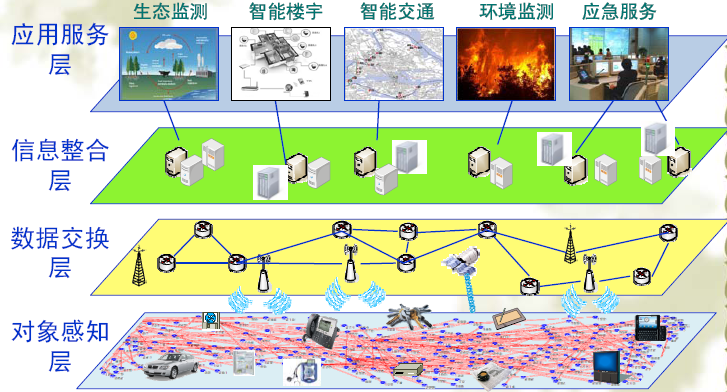 生态监测 智能楼宇 智能交通 环境监测 应急服务
应用服务
层
信息整合
层
数据交换
层
对象感知
层